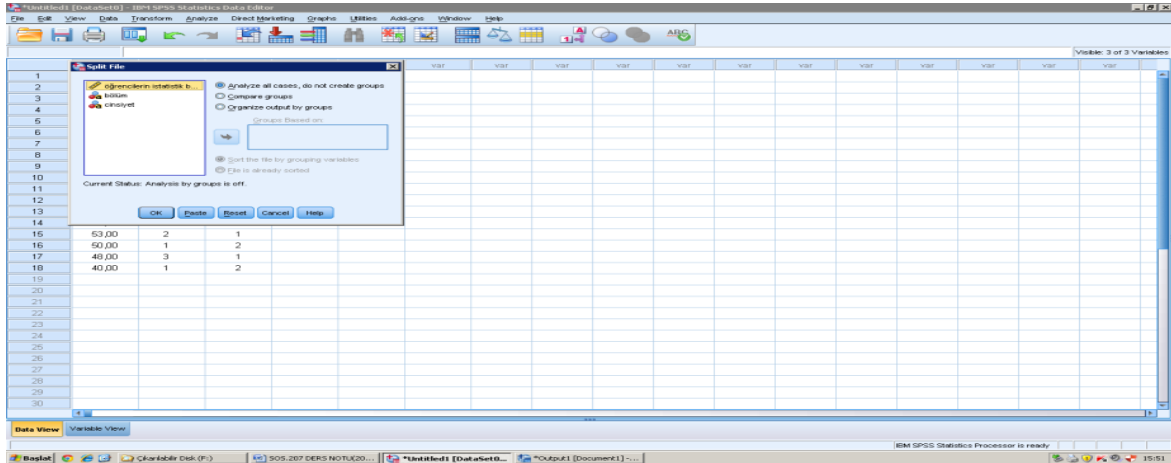 *Untitled1 [DataSet0] - IBM SPSS Statistics Data Editor
File Edit View Data Transform Analyze Direct Marketing Graphs Utilities Add-ons Window Help
Visible: 3 of 3 Variables
Split File
var var var var var var var var var var var var
öğrencilerin istatistik b...
bölüm
cinsiyet
Analyze all cases, do not create groups
Compare groups
Organize output by groups
Groups Based on:
Sort the file by grouping variables
File is already sorted
Current Status: Analysis by groups is off.
OK Paste Reset Cancel Help
1
2
3
4
5
6
7
8
9
10
11
12
13
14
15 53,00 2 1
16 50,00 1 2
17 48,00 3 1
18 40,00 1 2
19
20
21
22
23
24
25
26
27
28
29
30
Data View Variable View
IBM SPSS Statistics Processor is ready
Başlat Çıkarılabilir Disk (F:) SOS.207 DERS NOTU(20... *Untitled1 [DataSet0... *Output1 [Document1] -... 15:51